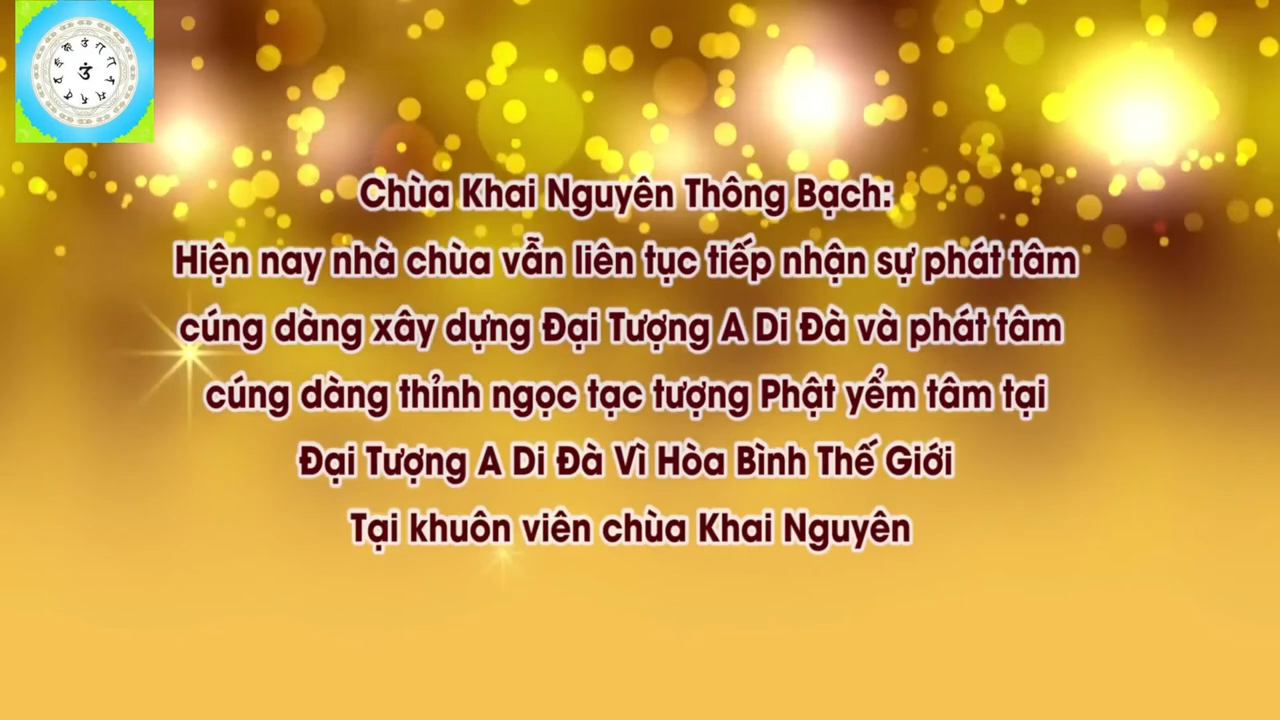 Chùa Khai Nguyên Thông Bạch:
Hiện nay nhà chùa vẫn liên tục tiếp nhận sự phát tâm
cúng dàng xây dựng Đại Tượng A Di Đà và phát tâm
cúng dàng thỉnh ngọc tạc tượng Phật yểm tâm tại
Đại Tượng A Di Đà Vì Hòa Bình Thế Giới
Tại khuôn viên chùa Khai Nguyên